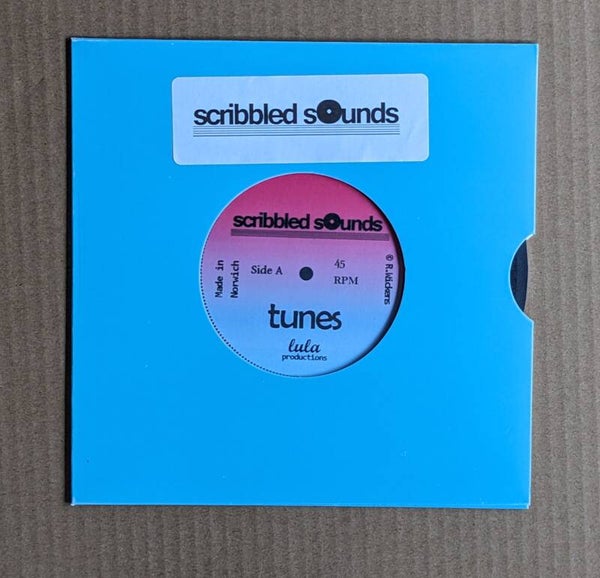 scribbled sounds
scribbled sounds
Made in
Norwich
Side A
45
RPM
® R.Wickens
tunes
lula
productions